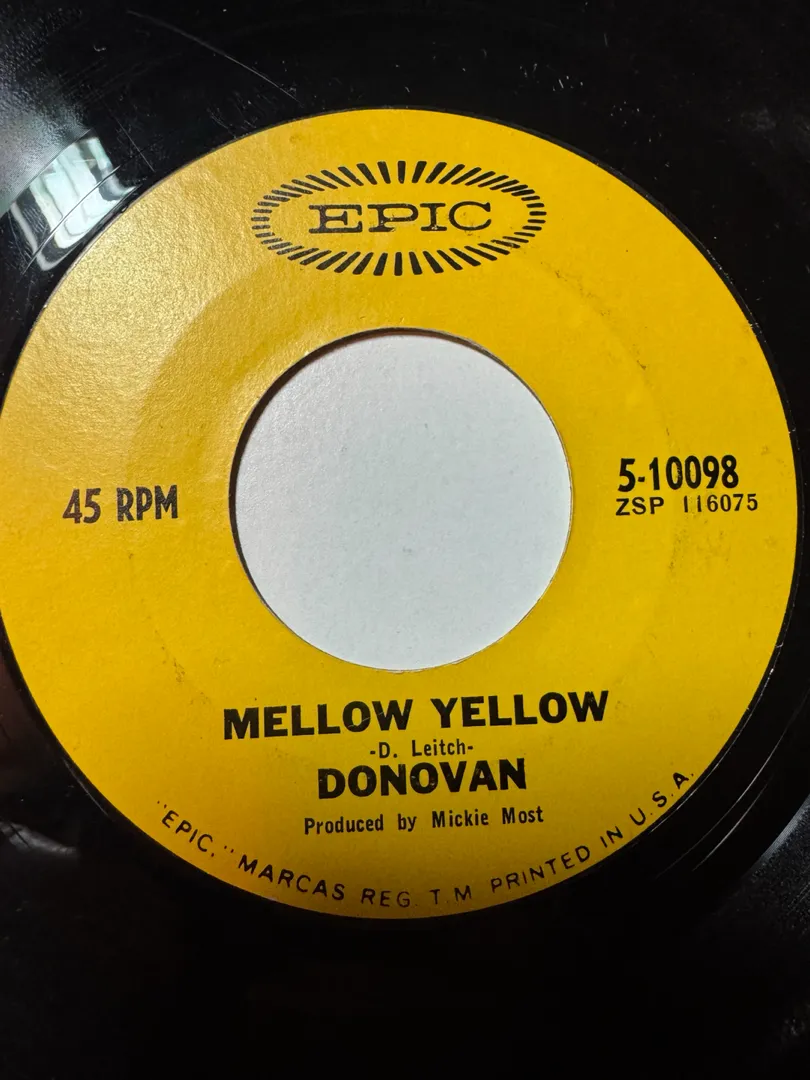 EPIC
45 RPM
5-10098
ZSP 116075
MELLOW YELLOW
-D. Leitch-
DONOVAN
Produced by Mickie Most
"EPIC," MARCAS REG. T.M. PRINTED IN U.S.A.